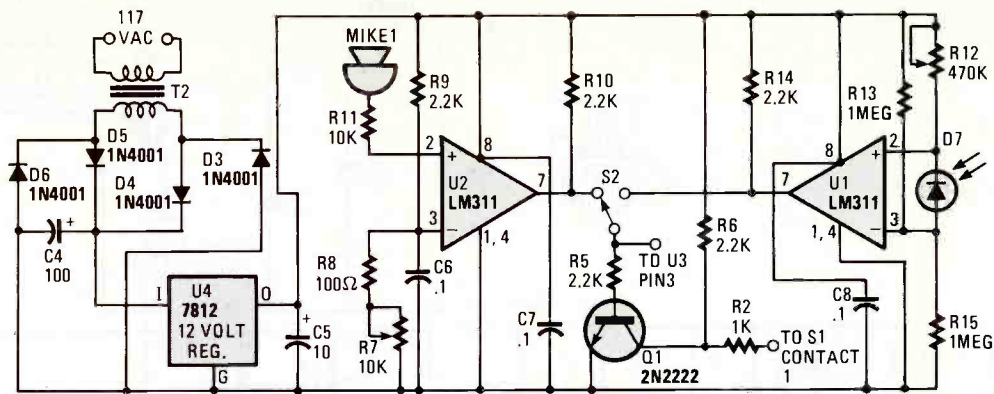 117
VAC
T2
D5
1N4001
D6
1N4001
D4
1N4001
D3
1N4001
C4
100
+
I
U4
7812
12 VOLT
REG.
O
G
+
C5
10
MIKE1
R11
10K
R9
2.2K
2
+
8
U2
LM311
7
3
−
1, 4
R8
100Ω
R7
10K
C6
.1
C7
.1
R10
2.2K
S2
TO U3
PIN3
R5
2.2K
Q1
2N2222
R6
2.2K
R2
1K
TO S1
CONTACT
1
R14
2.2K
R13
1MEG
R12
470K
8
2
+
U1
LM311
7
3
−
1, 4
D7
C8
.1
R15
1MEG